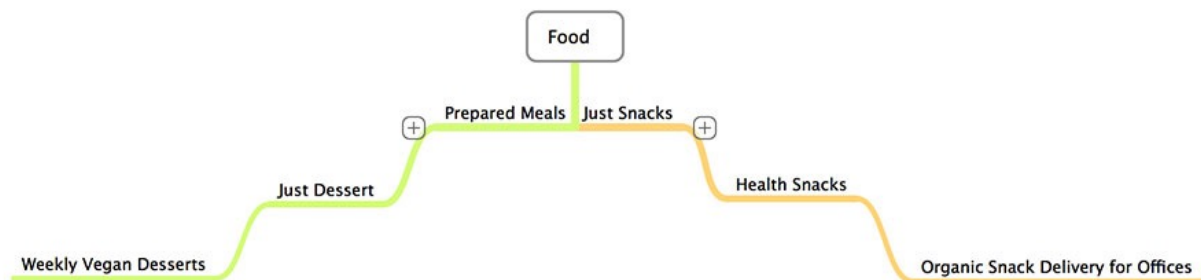 Food
Prepared Meals
Just Snacks
Just Dessert
Health Snacks
Weekly Vegan Desserts
Organic Snack Delivery for Offices